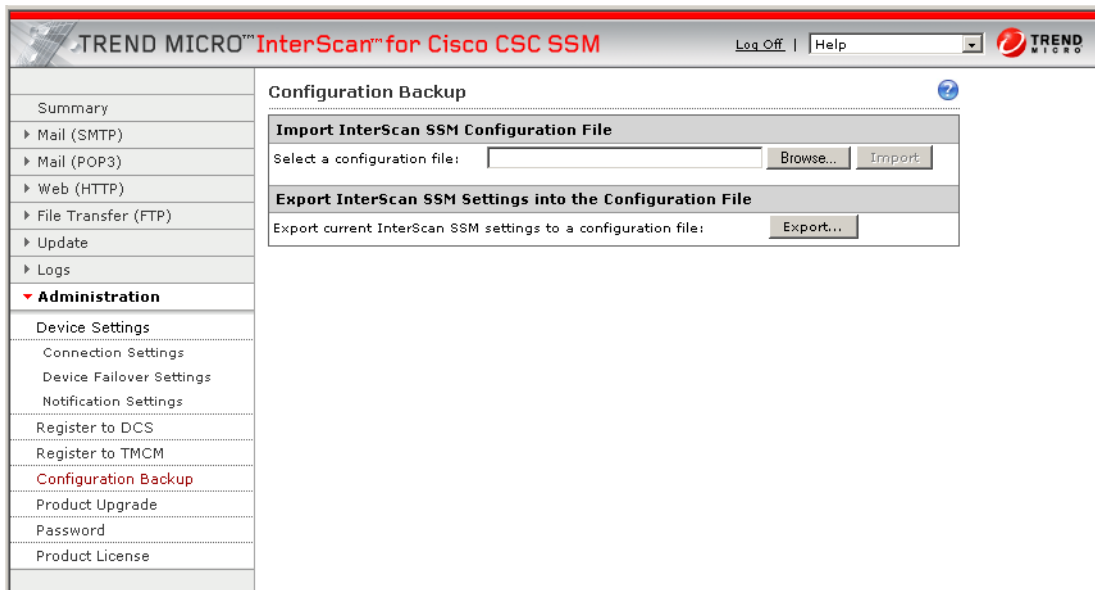 TREND MICRO™ InterScan™ for Cisco CSC SSM
Log Off | Help
TREND MICRO
Summary
Mail (SMTP)
Mail (POP3)
Web (HTTP)
File Transfer (FTP)
Update
Logs
Administration
Device Settings
Connection Settings
Device Failover Settings
Notification Settings
Register to DCS
Register to TMCM
Configuration Backup
Product Upgrade
Password
Product License
Configuration Backup
?
Import InterScan SSM Configuration File
Select a configuration file: Browse... Import
Export InterScan SSM Settings into the Configuration File
Export current InterScan SSM settings to a configuration file: Export...